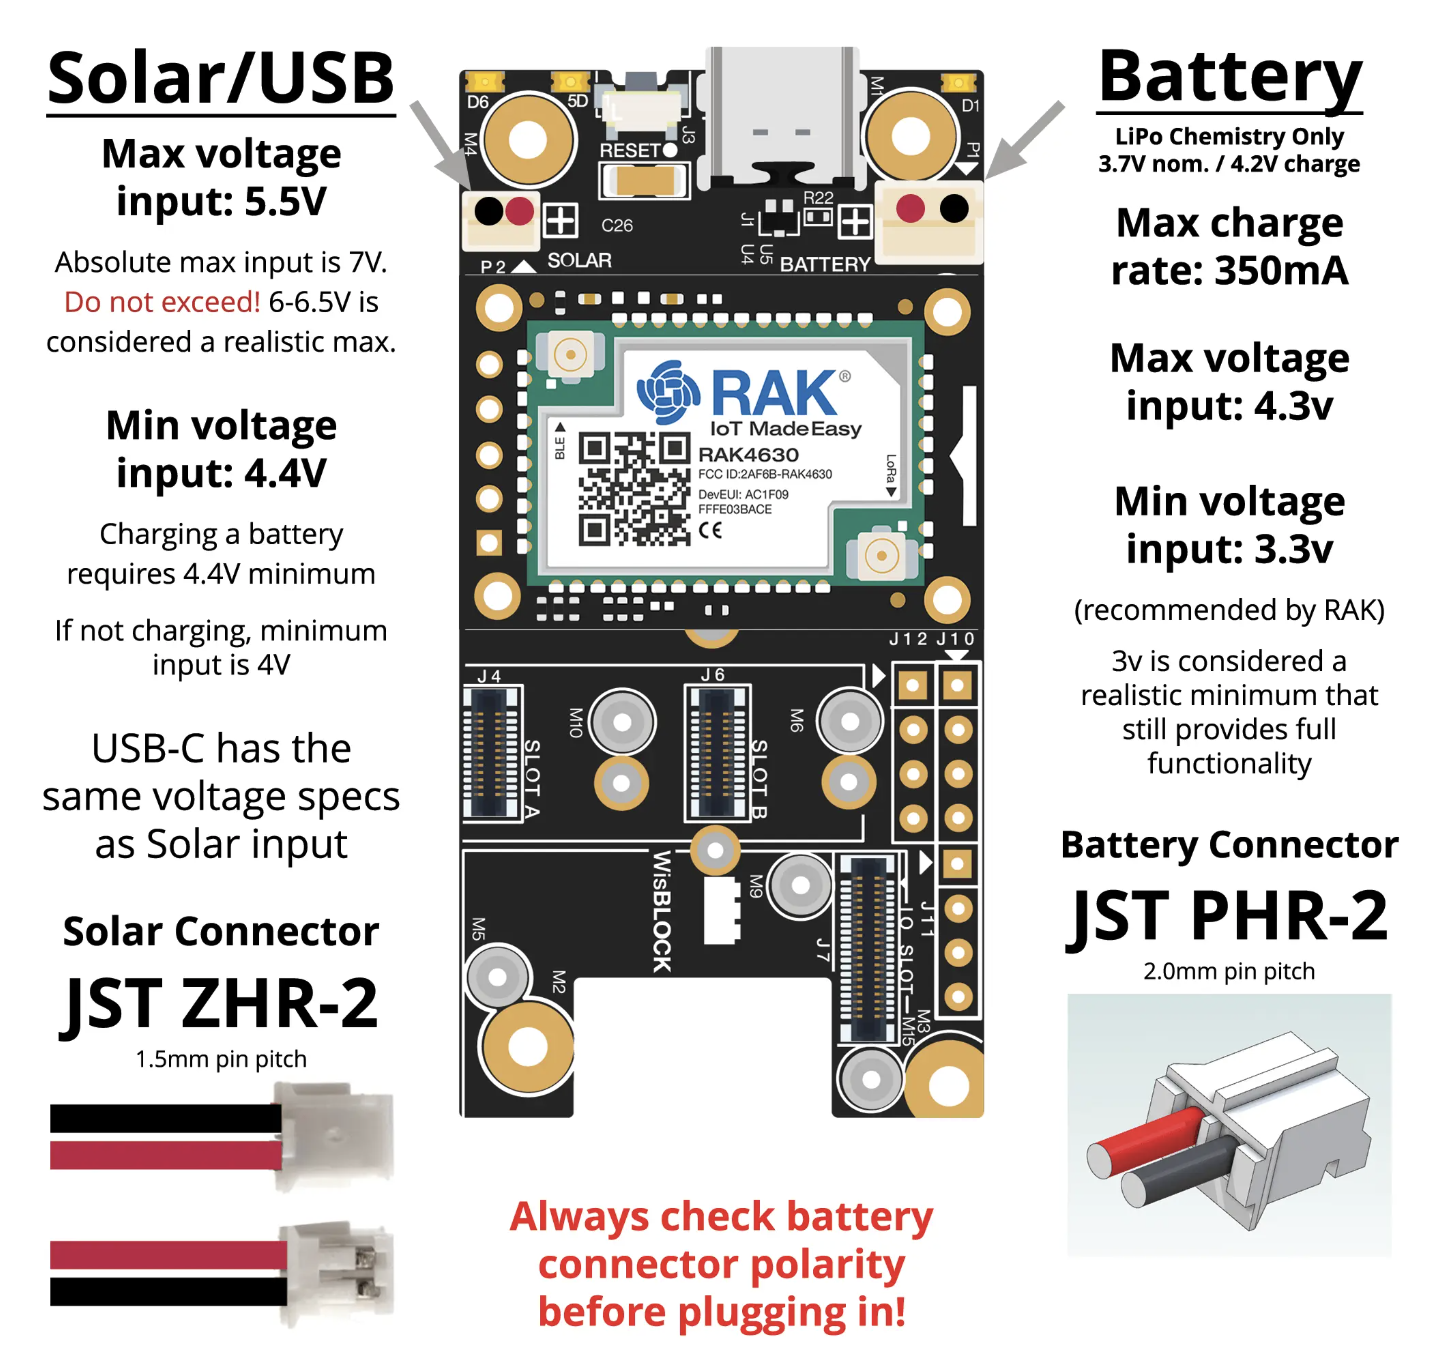 Solar/USB
Max voltage
input: 5.5V
Absolute max input is 7V.
Do not exceed! 6-6.5V is
considered a realistic max.
Min voltage
input: 4.4V
Charging a battery
requires 4.4V minimum
If not charging, minimum
input is 4V
USB-C has the
same voltage specs
as Solar input
Solar Connector
JST ZHR-2
1.5mm pin pitch
D6
5D
M4
J3
RESET
M1
D1
P1
C26
J1
U4
U5
R22
P2
SOLAR
BATTERY
RAK®
IoT MadeEasy
BLE
RAK4630
FCC ID:2AF6B-RAK4630
DevEUI: AC1F09
FFFE03BACE
CE
LoRa
J12 J10
J4
J6
M10
M6
SLOT A
SLOT B
WisBLOCK
M9
J7
IO SLOT
J11
M5
M2
M3
M15
Always check battery
connector polarity
before plugging in!
Battery
LiPo Chemistry Only
3.7V nom. / 4.2V charge
Max charge
rate: 350mA
Max voltage
input: 4.3v
Min voltage
input: 3.3v
(recommended by RAK)
3v is considered a
realistic minimum that
still provides full
functionality
Battery Connector
JST PHR-2
2.0mm pin pitch